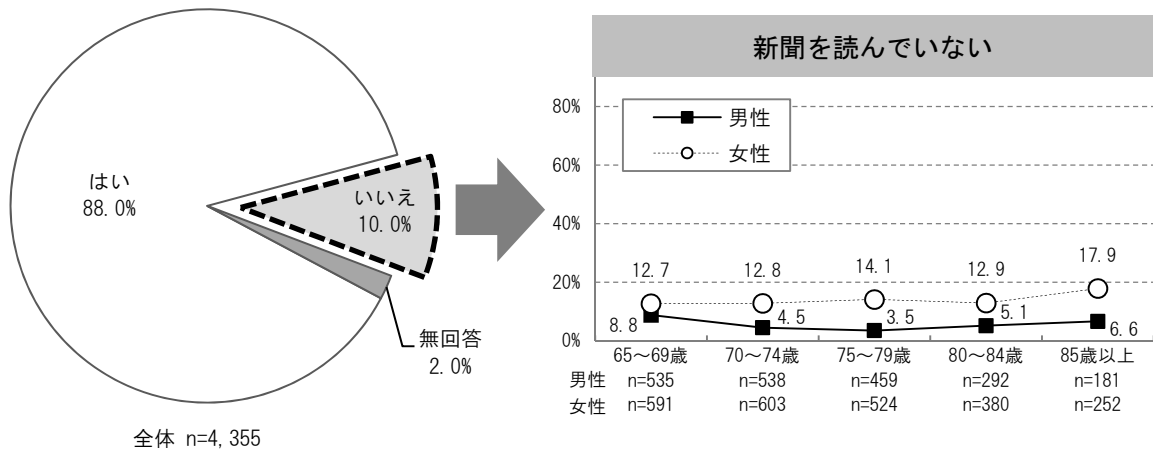 はい
88.0%
いいえ
10.0%
無回答
2.0%
全体 n=4,355
新聞を読んでいない
80%
60%
40%
20%
0%
男性
女性
12.7 12.8 14.1 12.9 17.9
8.8 4.5 3.5 5.1 6.6
65～69歳 70～74歳 75～79歳 80～84歳 85歳以上
男性 n=535 n=538 n=459 n=292 n=181
女性 n=591 n=603 n=524 n=380 n=252